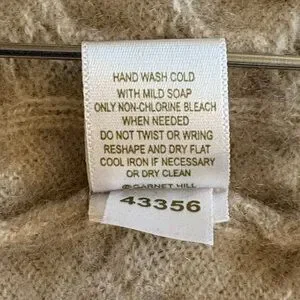 HAND WASH COLD
WITH MILD SOAP
ONLY NON-CHLORINE BLEACH
WHEN NEEDED
DO NOT TWIST OR WRING
RESHAPE AND DRY FLAT
COOL IRON IF NECESSARY
OR DRY CLEAN
©GARNET HILL
43356